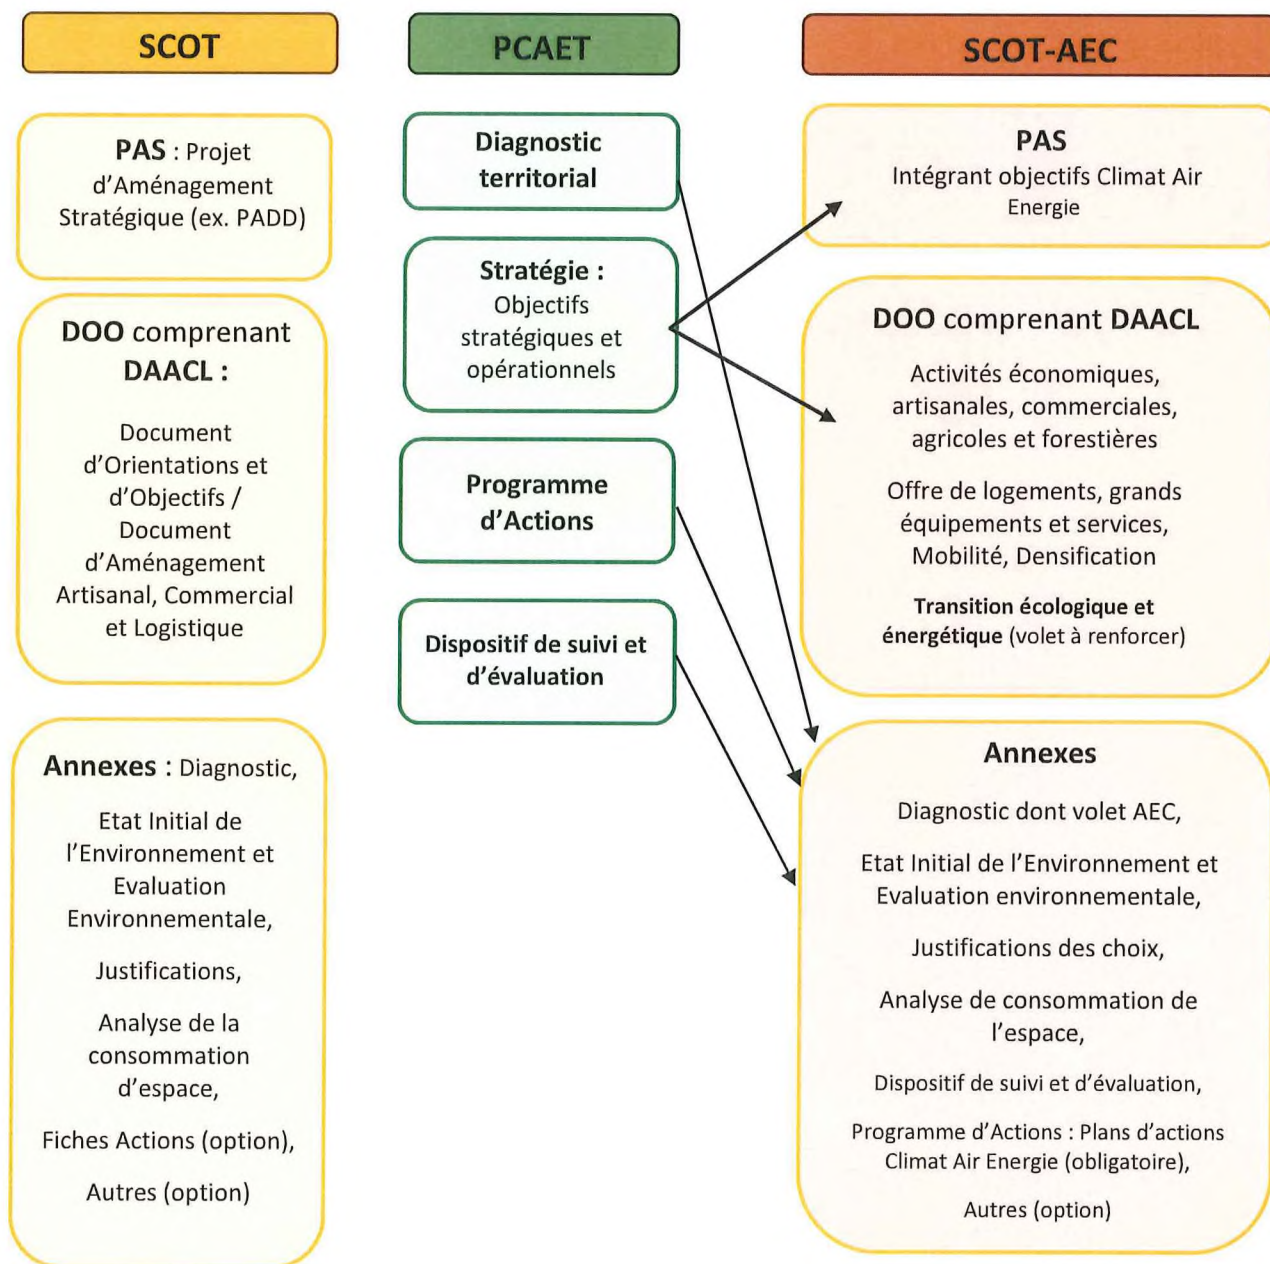 SCOT
PAS : Projet
d’Aménagement
Stratégique (ex. PADD)
DOO comprenant
DAACL :
Document
d’Orientations et
d’Objectifs /
Document
d’Aménagement
Artisanal, Commercial
et Logistique
Annexes : Diagnostic,
Etat Initial de
l’Environnement et
Evaluation
Environnementale,
Justifications,
Analyse de la
consommation
d’espace,
Fiches Actions (option),
Autres (option)
PCAET
Diagnostic
territorial
Stratégie :
Objectifs
stratégiques et
opérationnels
Programme
d’Actions
Dispositif de suivi et
d’évaluation
SCOT-AEC
PAS
Intégrant objectifs Climat Air
Energie
DOO comprenant DAACL
Activités économiques,
artisanales, commerciales,
agricoles et forestières
Offre de logements, grands
équipements et services,
Mobilité, Densification
Transition écologique et
énergétique (volet à renforcer)
Annexes
Diagnostic dont volet AEC,
Etat Initial de l’Environnement et
Evaluation environnementale,
Justifications des choix,
Analyse de consommation de
l’espace,
Dispositif de suivi et d’évaluation,
Programme d’Actions : Plans d’actions
Climat Air Energie (obligatoire),
Autres (option)